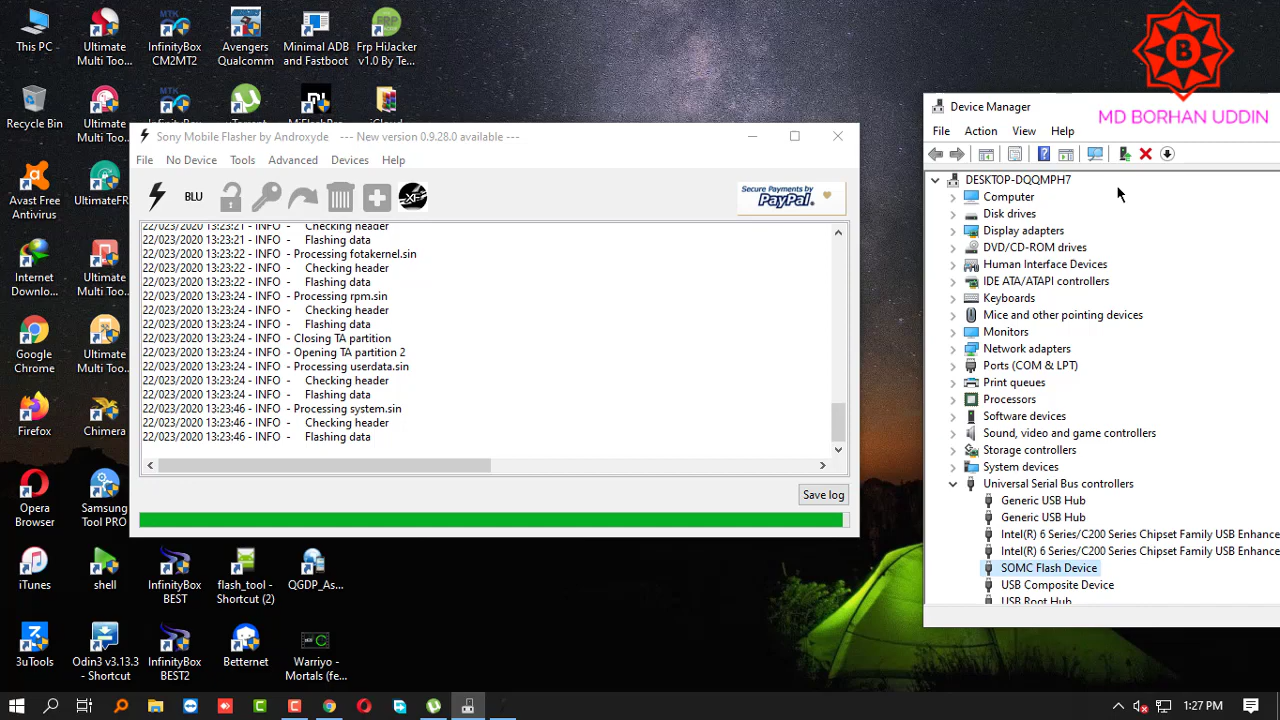 This PC
Ultimate
Multi Too...
InfinityBox
CM2MT2
Avengers
Qualcomm
Minimal ADB
and Fastboot
Frp HiJacker
v1.0 By Te...
Recycle Bin
Ultimate
Multi Too...
Avast Free
Antivirus
UltimateFR
Internet
Downlo...
Ultimate
Multi Too...
Google
Chrome
Ultimate
Multi Too...
Firefox
Chimera
Opera
Browser
Samsung
Tool PRO
iTunes
shell
InfinityBox
BEST
flash_tool -
Shortcut (2)
QGDP_As...
3uTools
Odin3 v3.13.3
- Shortcut
InfinityBox
BEST2
Betternet
Warriyo -
Mortals (fe...
Sony Mobile Flasher by Androxyde --- New version 0.9.28.0 available ---
File No Device Tools Advanced Devices Help
BLU
Secure Payments by
PayPal
22/023/2020 13:23:21 - INFO - Checking header
22/023/2020 13:23:21 - INFO - Flashing data
22/023/2020 13:23:22 - INFO - Processing fotakernel.sin
22/023/2020 13:23:22 - INFO - Checking header
22/023/2020 13:23:22 - INFO - Flashing data
22/023/2020 13:23:24 - INFO - Processing rpm.sin
22/023/2020 13:23:24 - INFO - Checking header
22/023/2020 13:23:24 - INFO - Flashing data
22/023/2020 13:23:24 - INFO - Closing TA partition
22/023/2020 13:23:24 - INFO - Opening TA partition 2
22/023/2020 13:23:24 - INFO - Processing userdata.sin
22/023/2020 13:23:24 - INFO - Checking header
22/023/2020 13:23:24 - INFO - Flashing data
22/023/2020 13:23:46 - INFO - Processing system.sin
22/023/2020 13:23:46 - INFO - Checking header
22/023/2020 13:23:46 - INFO - Flashing data
Save log
B
MD BORHAN UDDIN
Device Manager
File Action View Help
DESKTOP-DQQMPH7
Computer
Disk drives
Display adapters
DVD/CD-ROM drives
Human Interface Devices
IDE ATA/ATAPI controllers
Keyboards
Mice and other pointing devices
Monitors
Network adapters
Ports (COM & LPT)
Print queues
Processors
Software devices
Sound, video and game controllers
Storage controllers
System devices
Universal Serial Bus controllers
Generic USB Hub
Generic USB Hub
Intel(R) 6 Series/C200 Series Chipset Family USB Enhance
Intel(R) 6 Series/C200 Series Chipset Family USB Enhance
SOMC Flash Device
USB Composite Device
USB Root Hub
1:27 PM